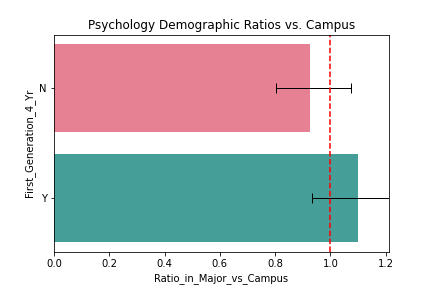 Psychology Demographic Ratios vs. Campus
First_Generation_4_Yr
N
Y
0.0 0.2 0.4 0.6 0.8 1.0 1.2
Ratio_in_Major_vs_Campus